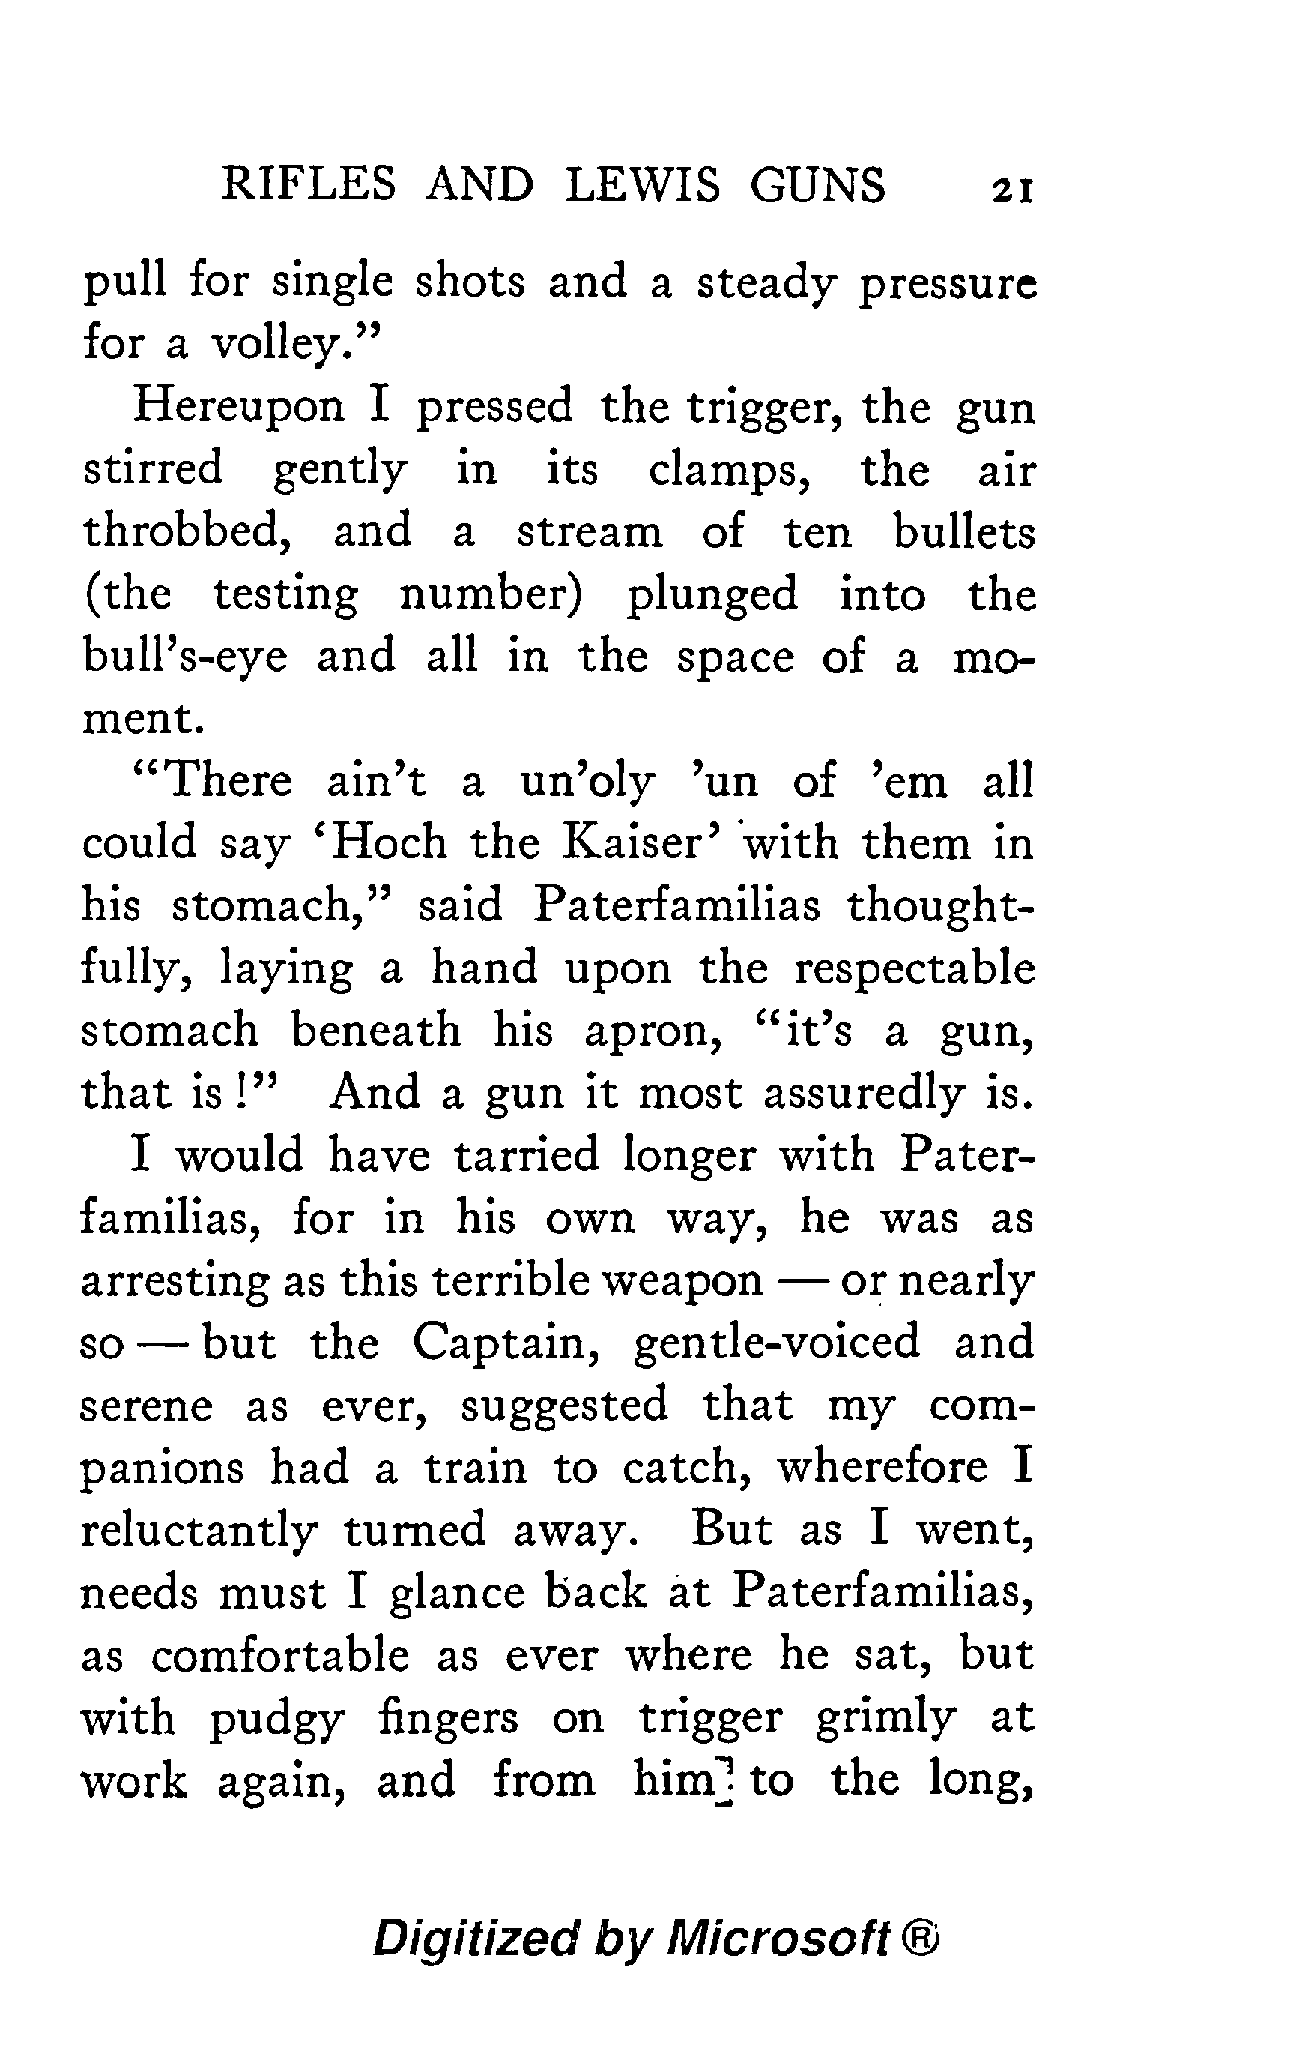 RIFLES AND LEWIS GUNS 21
pull for single shots and a steady pressure
for a volley."
Hereupon I pressed the trigger, the gun
stirred gently in its clamps, the air
throbbed, and a stream of ten bullets
(the testing number) plunged into the
bull's-eye and all in the space of a mo-
ment.
"There ain't a un'oly 'un of 'em all
could say 'Hoch the Kaiser' with them in
his stomach," said Paterfamilias thought-
fully, laying a hand upon the respectable
stomach beneath his apron, "it's a gun,
that is!" And a gun it most assuredly is.
I would have tarried longer with Pater-
familias, for in his own way, he was as
arresting as this terrible weapon — or nearly
so — but the Captain, gentle-voiced and
serene as ever, suggested that my com-
panions had a train to catch, wherefore I
reluctantly turned away. But as I went,
needs must I glance back at Paterfamilias,
as comfortable as ever where he sat, but
with pudgy fingers on trigger grimly at
work again, and from him to the long,
Digitized by Microsoft ®